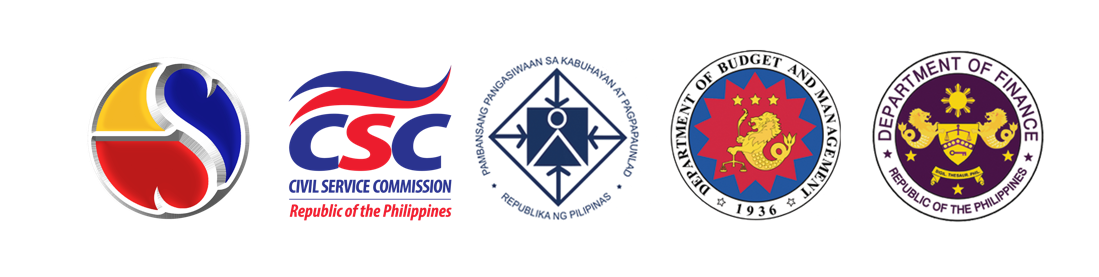 CSC
CIVIL SERVICE COMMISSION
Republic of the Philippines
PAMBANSANG PANGASIWAAN SA KABUHAYAN AT PAGPAPAUNLAD
REPUBLIKA NG PILIPINAS
DEPARTMENT OF BUDGET AND MANAGEMENT
1936
DEPARTMENT OF FINANCE
REPUBLIC OF THE PHILIPPINES